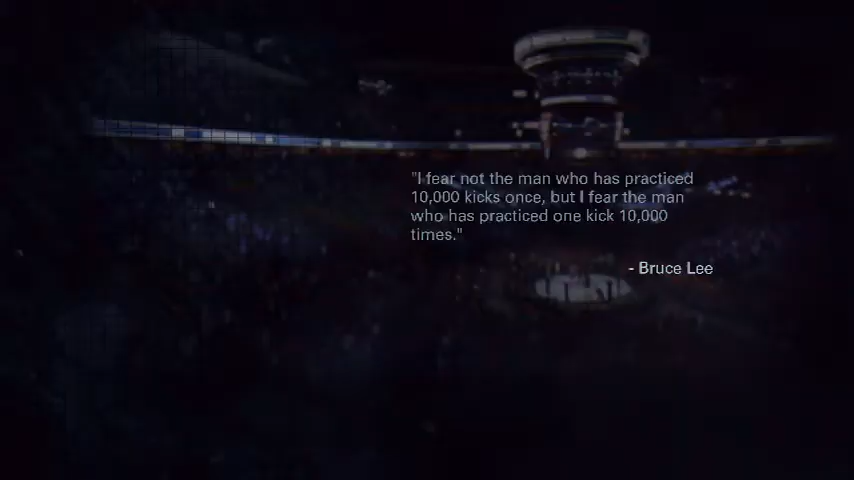 "I fear not the man who has practiced
10,000 kicks once, but I fear the man
who has practiced one kick 10,000
times."
- Bruce Lee